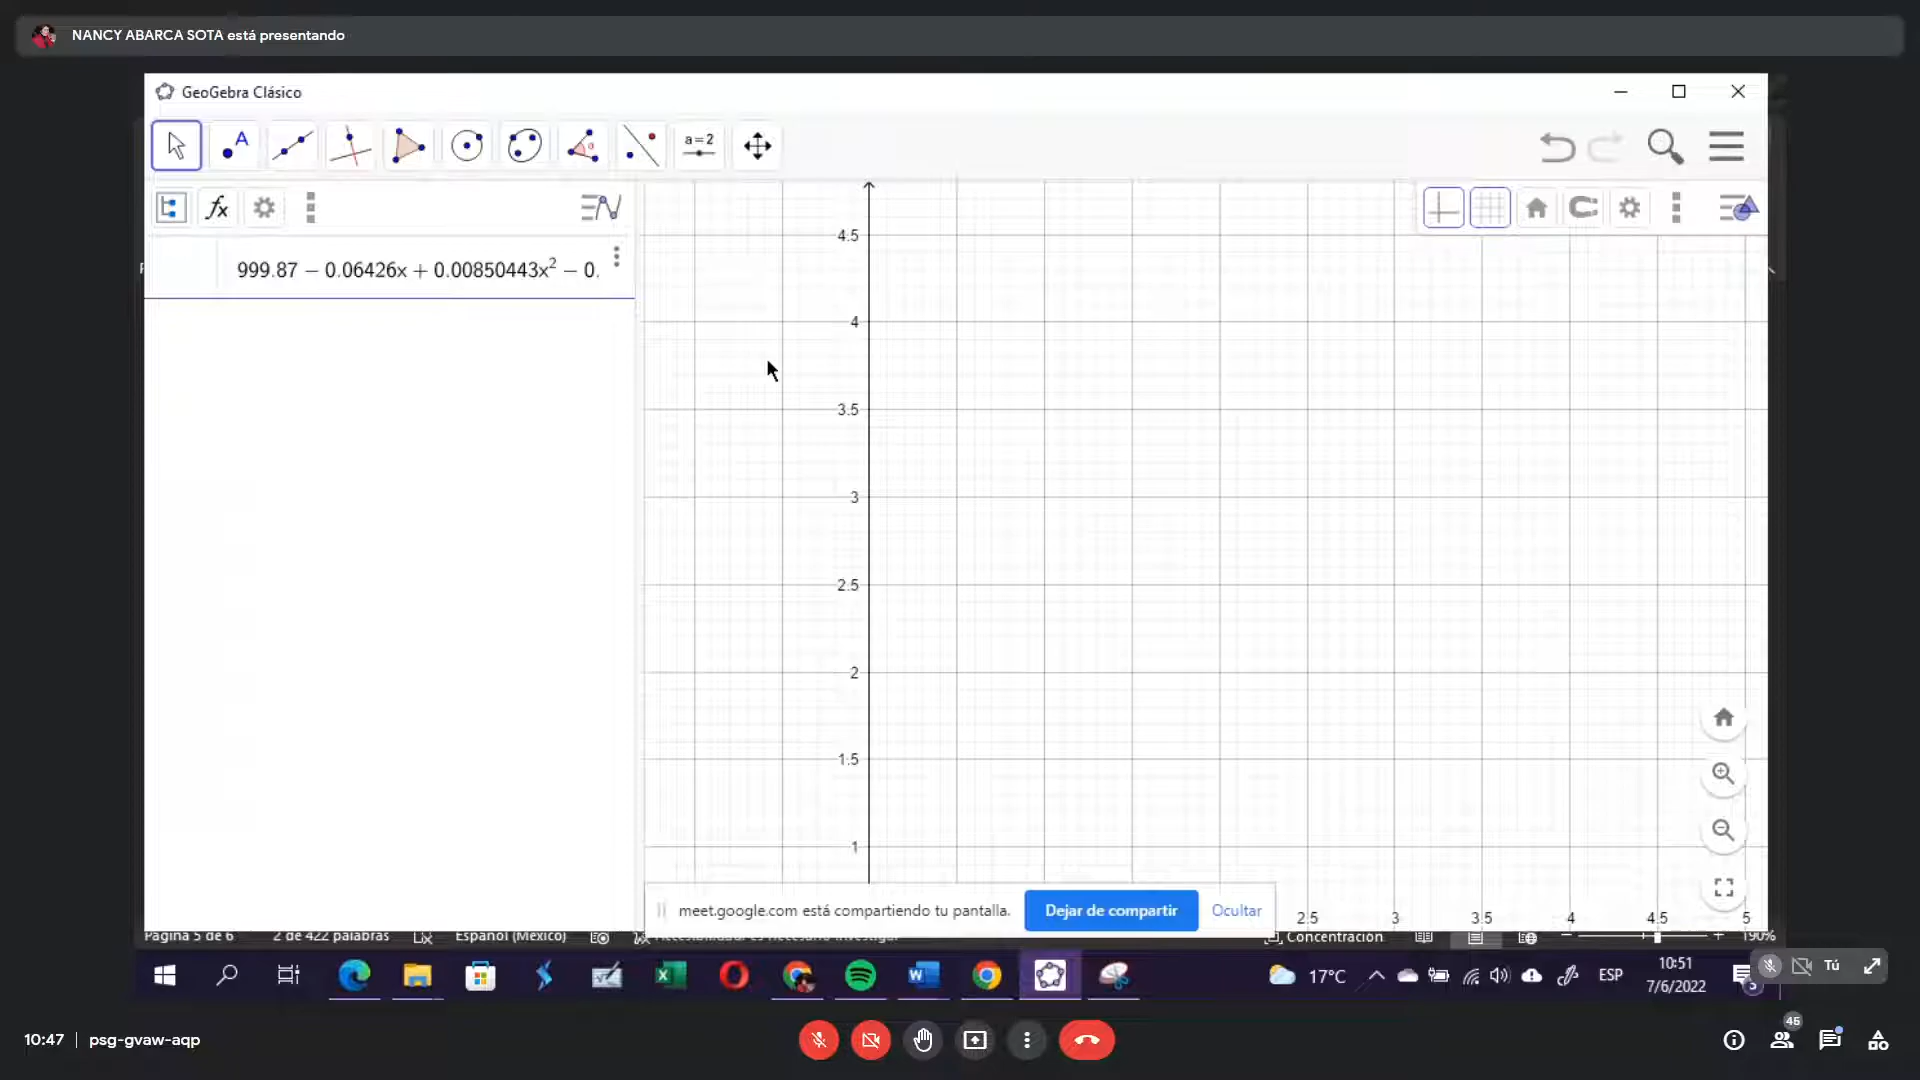 NANCY ABARCA SOTA está presentando
GeoGebra Clásico
A
α
a=2
fx
999.87 − 0.06426x + 0.00850443x² − 0.
4.5
4
3.5
3
2.5
2
1.5
1
2.5 3 3.5 4 4.5 5
meet.google.com está compartiendo tu pantalla. Dejar de compartir Ocultar
Página 5 de 6 2 de 422 palabras Español (México) Concentración 190%
17°C ESP 10:51
7/6/2022
Tú
10:47 psg-gvaw-aqp
45